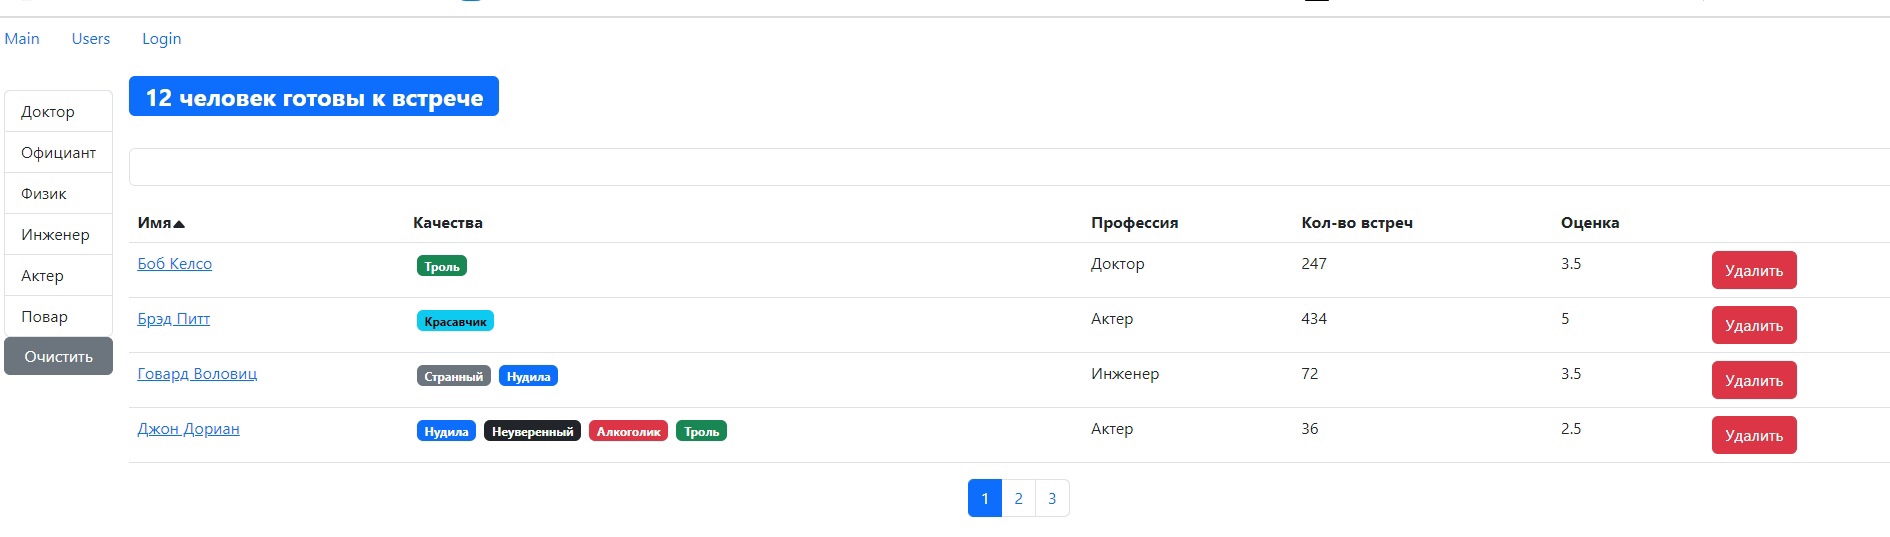 Main Users Login
12 человек готовы к встрече
Доктор
Официант
Физик
Инженер
Актер
Повар
Очистить
Имя Качества Профессия Кол-во встреч Оценка
Боб Келсо Троль Доктор 247 3.5 Удалить
Брэд Питт Красавчик Актер 434 5 Удалить
Говард Воловиц Странный Нудила Инженер 72 3.5 Удалить
Джон Дориан Нудила Неуверенный Алкоголик Троль Актер 36 2.5 Удалить
1 2 3